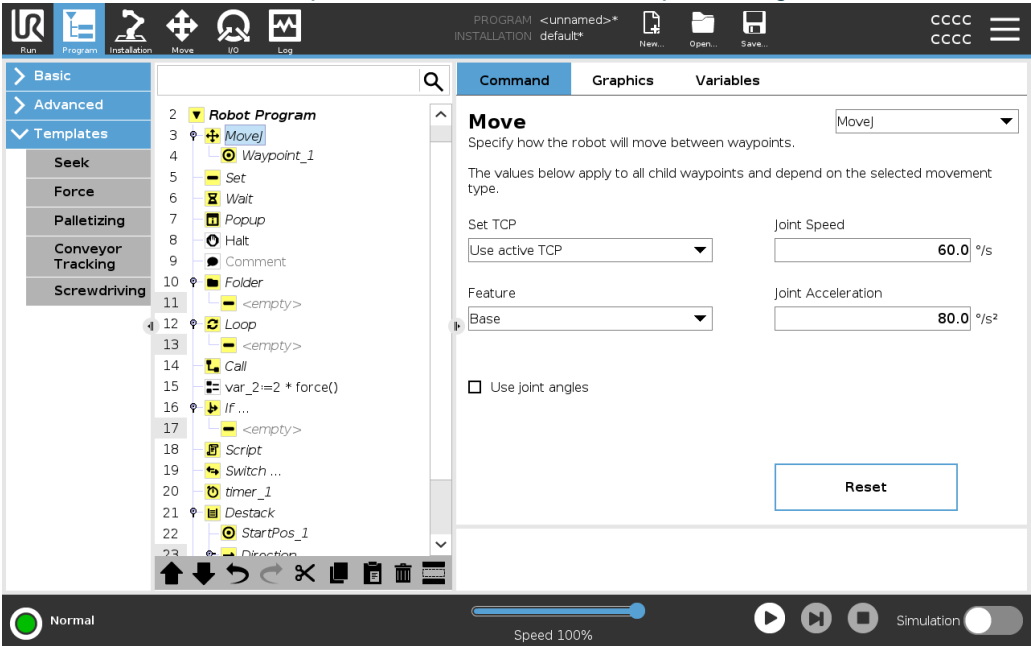 PROGRAM <unnamed>*
INSTALLATION default*
UR
Run
Program
Installation
Move
I/O
Log
New...
Open...
Save...
CCCC
CCCC
Basic
Advanced
Templates
Seek
Force
Palletizing
Conveyor
Tracking
Screwdriving
2 Robot Program
3 MoveJ
4 Waypoint_1
5 Set
6 Wait
7 Popup
8 Halt
9 Comment
10 Folder
11 <empty>
12 Loop
13 <empty>
14 Call
15 var_2:=2 * force()
16 If ...
17 <empty>
18 Script
19 Switch ...
20 timer_1
21 Destack
22 StartPos_1
23 Direction
Command
Graphics
Variables
Move
MoveJ
Specify how the robot will move between waypoints.
The values below apply to all child waypoints and depend on the selected movement
type.
Set TCP
Joint Speed
Use active TCP
60.0 °/s
Feature
Joint Acceleration
Base
80.0 °/s²
Use joint angles
Reset
Normal
Speed 100%
Simulation